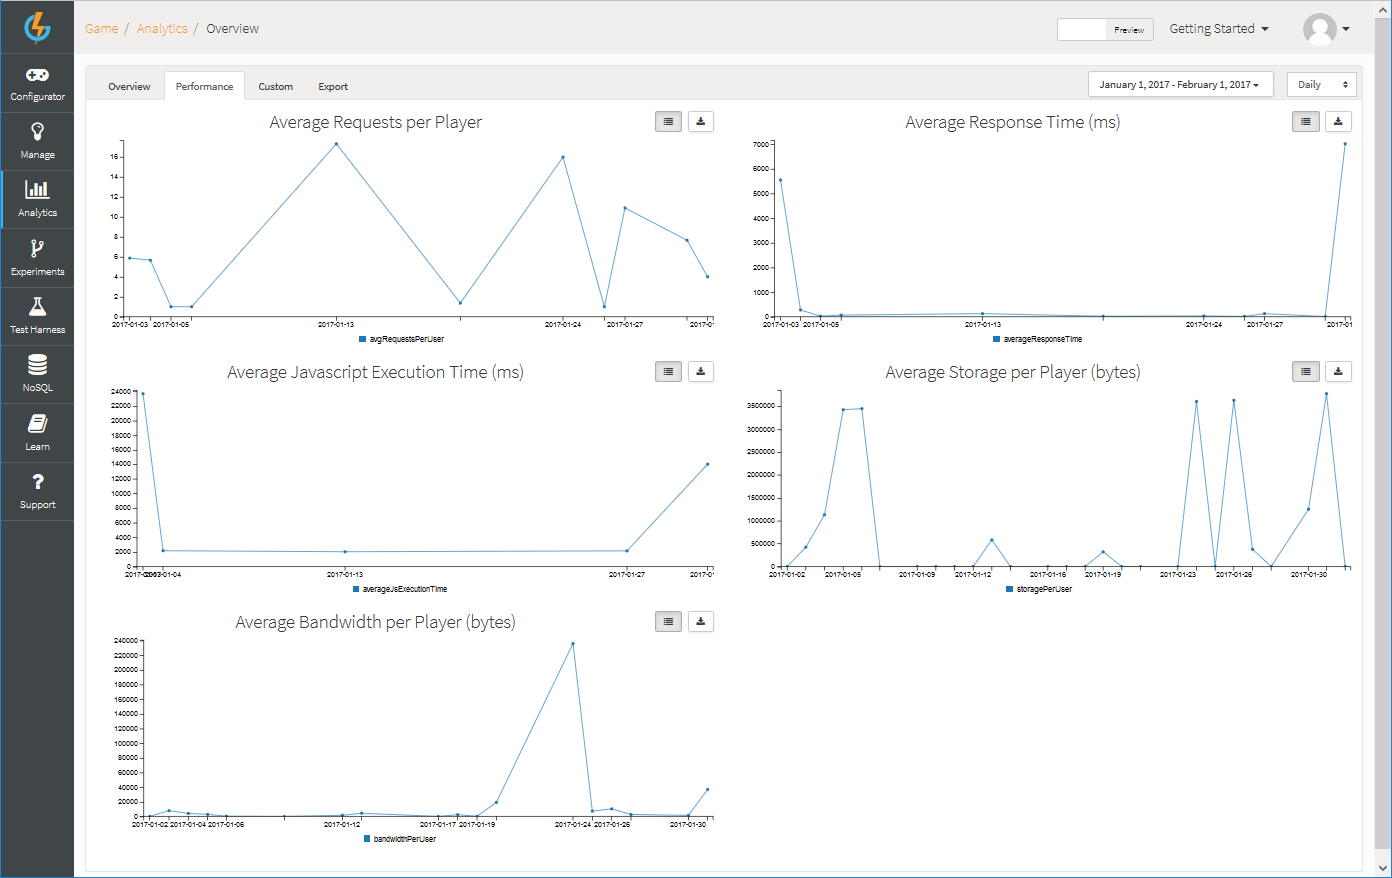 Game / Analytics / Overview
Preview
Getting Started
Configurator
Manage
Analytics
Experiments
Test Harness
NoSQL
Learn
? Support
Overview Performance Custom Export
January 1, 2017 - February 1, 2017
Daily
Average Requests per Player
16
14
12
10
8
6
4
2
0
2017-01-03 2017-01-05 2017-01-13 2017-01-24 2017-01-27 2017-01-
avgRequestsPerUser
Average Response Time (ms)
7000
6000
5000
4000
3000
2000
1000
0
2017-01-03 2017-01-05 2017-01-13 2017-01-24 2017-01-27 2017-01-
averageResponseTime
Average Javascript Execution Time (ms)
24000
22000
20000
18000
16000
14000
12000
10000
8000
6000
4000
2000
0
2017-01-04 2017-01-13 2017-01-27 2017-01-
averageJsExecutionTime
Average Storage per Player (bytes)
3500000
3000000
2500000
2000000
1500000
1000000
500000
0
2017-01-02 2017-01-05 2017-01-09 2017-01-12 2017-01-16 2017-01-19 2017-01-23 2017-01-26 2017-01-30
storagePerUser
Average Bandwidth per Player (bytes)
240000
220000
200000
180000
160000
140000
120000
100000
80000
60000
40000
20000
0
2017-01-02 2017-01-04 2017-01-06 2017-01-12 2017-01-17 2017-01-19 2017-01-24 2017-01-26 2017-01-30
bandwidthPerUser